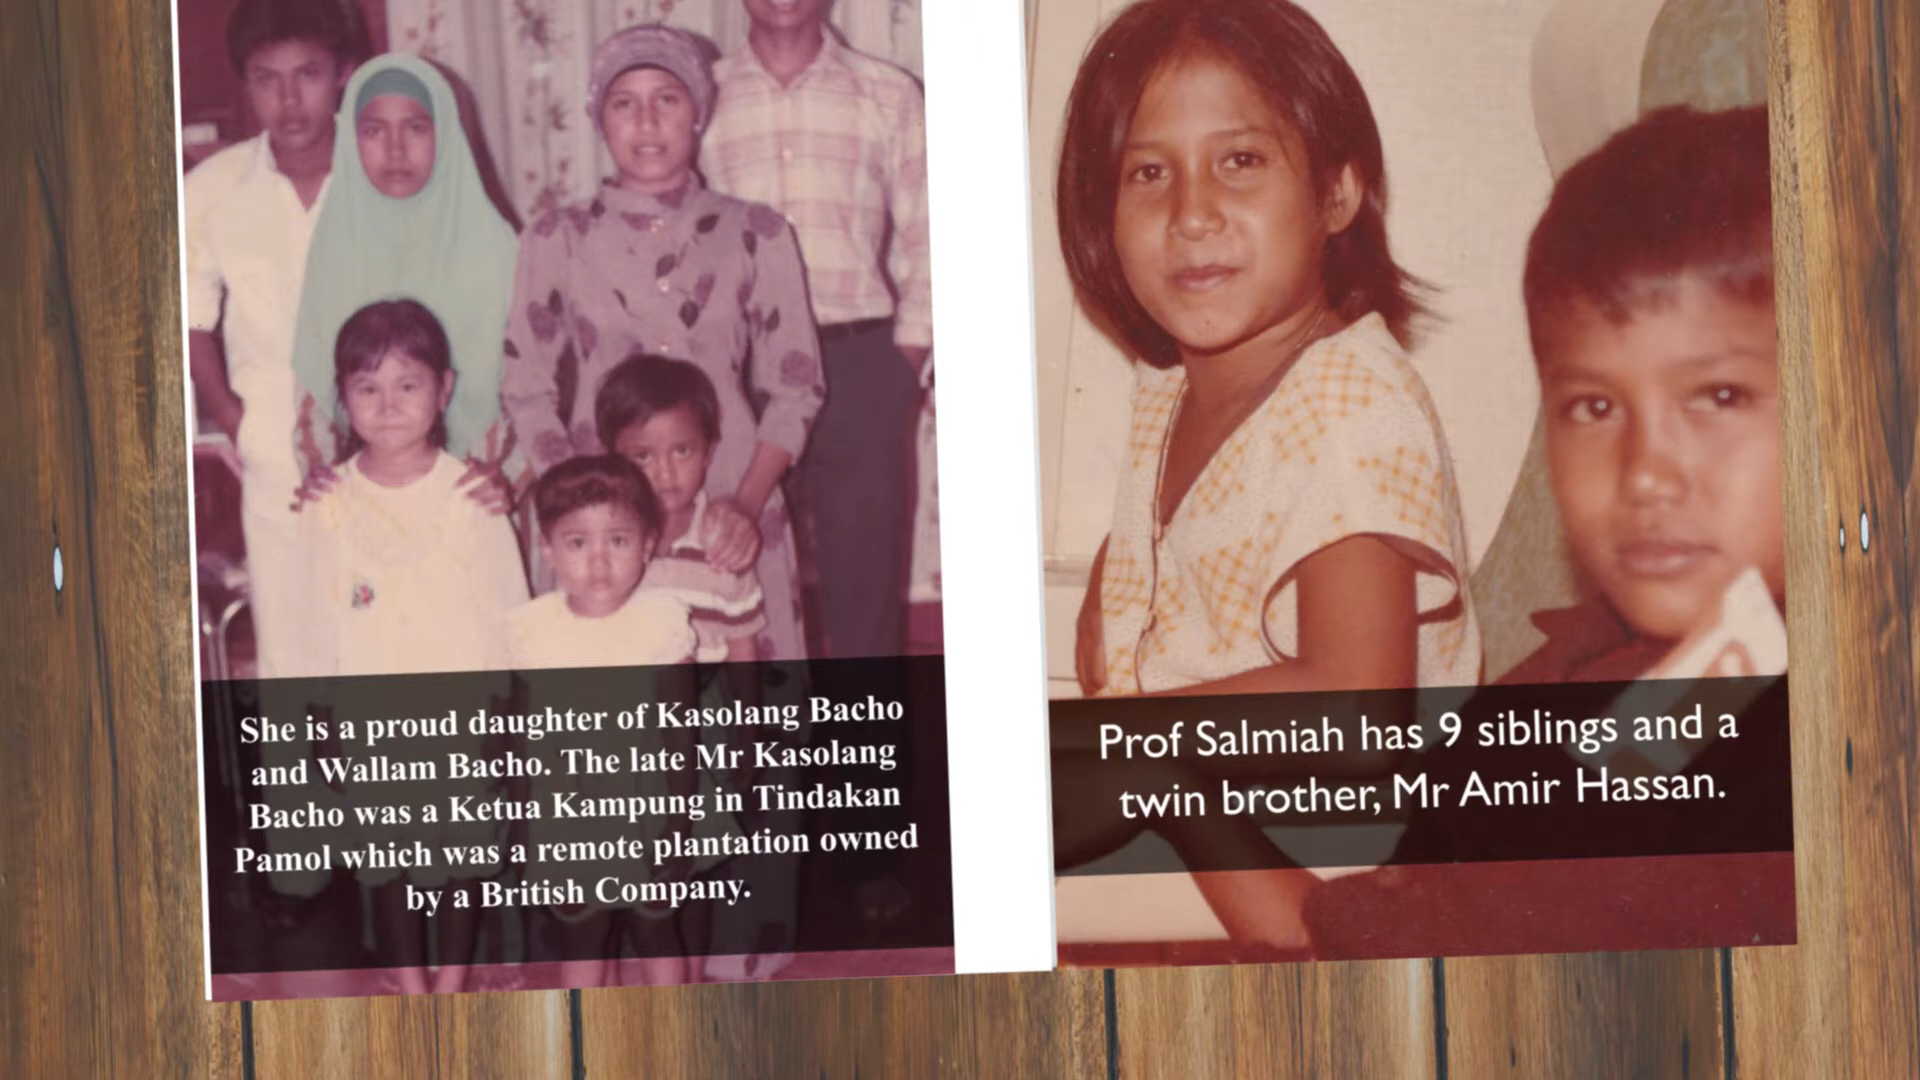 She is a proud daughter of Kasolang Bacho
and Wallam Bacho. The late Mr Kasolang
Bacho was a Ketua Kampung in Tindakan
Pamol which was a remote plantation owned
by a British Company.
Prof Salmiah has 9 siblings and a
twin brother, Mr Amir Hassan.